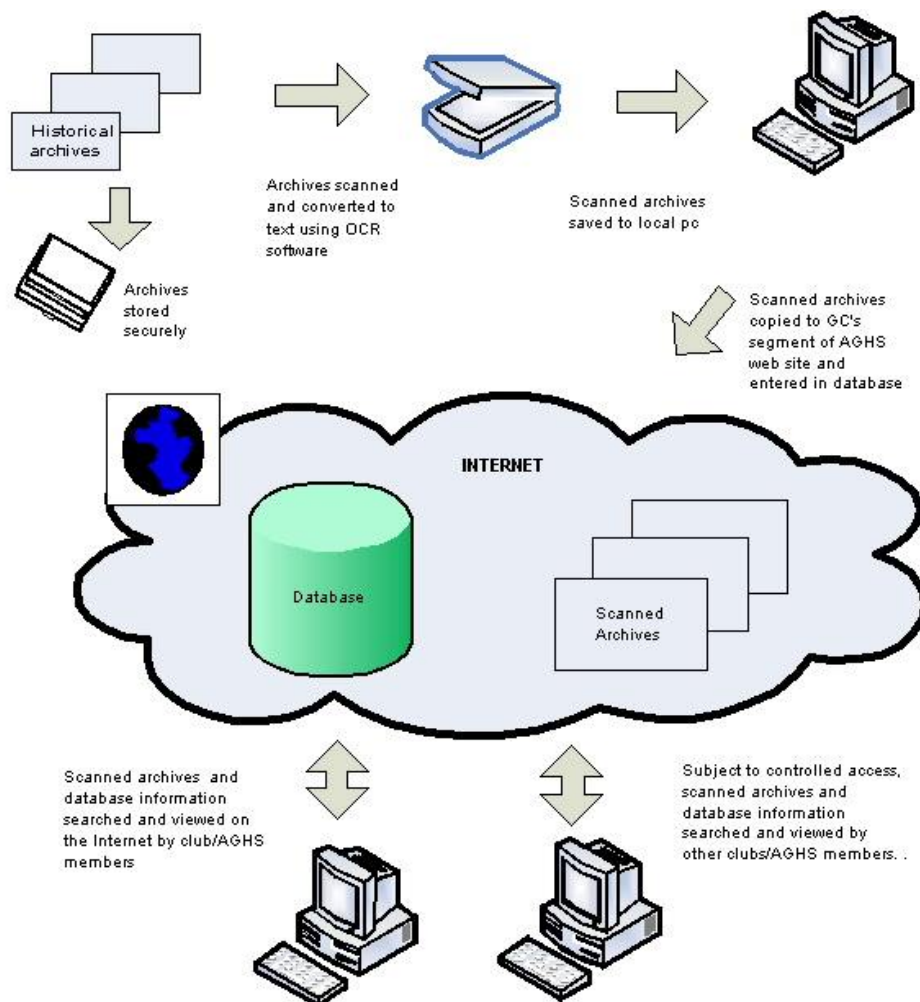 Historical
archives
Archives scanned
and converted to
text using OCR
software
Scanned archives
saved to local pc
Archives
stored
securely
Scanned archives
copied to GC's
segment of AGHS
web site and
entered in database
INTERNET
Database
Scanned
Archives
Scanned archives and
database information
searched and viewed on
the Internet by club/AGHS
members
Subject to controlled access,
scanned archives and
database information
searched and viewed by
other clubs/AGHS members. .